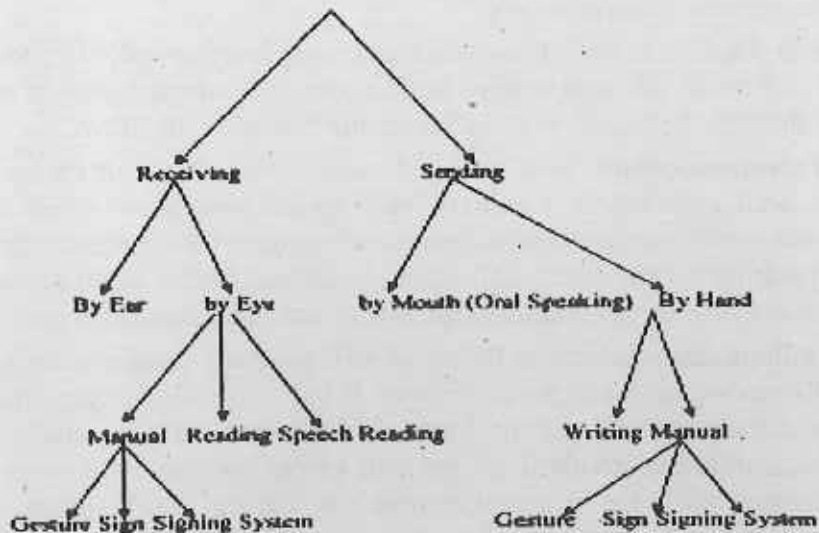 Receiving Sending
By Ear by Eye by Mouth (Oral Speaking) By Hand
Manual Reading Speech Reading Writing Manual
Gesture Sign Signing System Gesture Sign Signing System